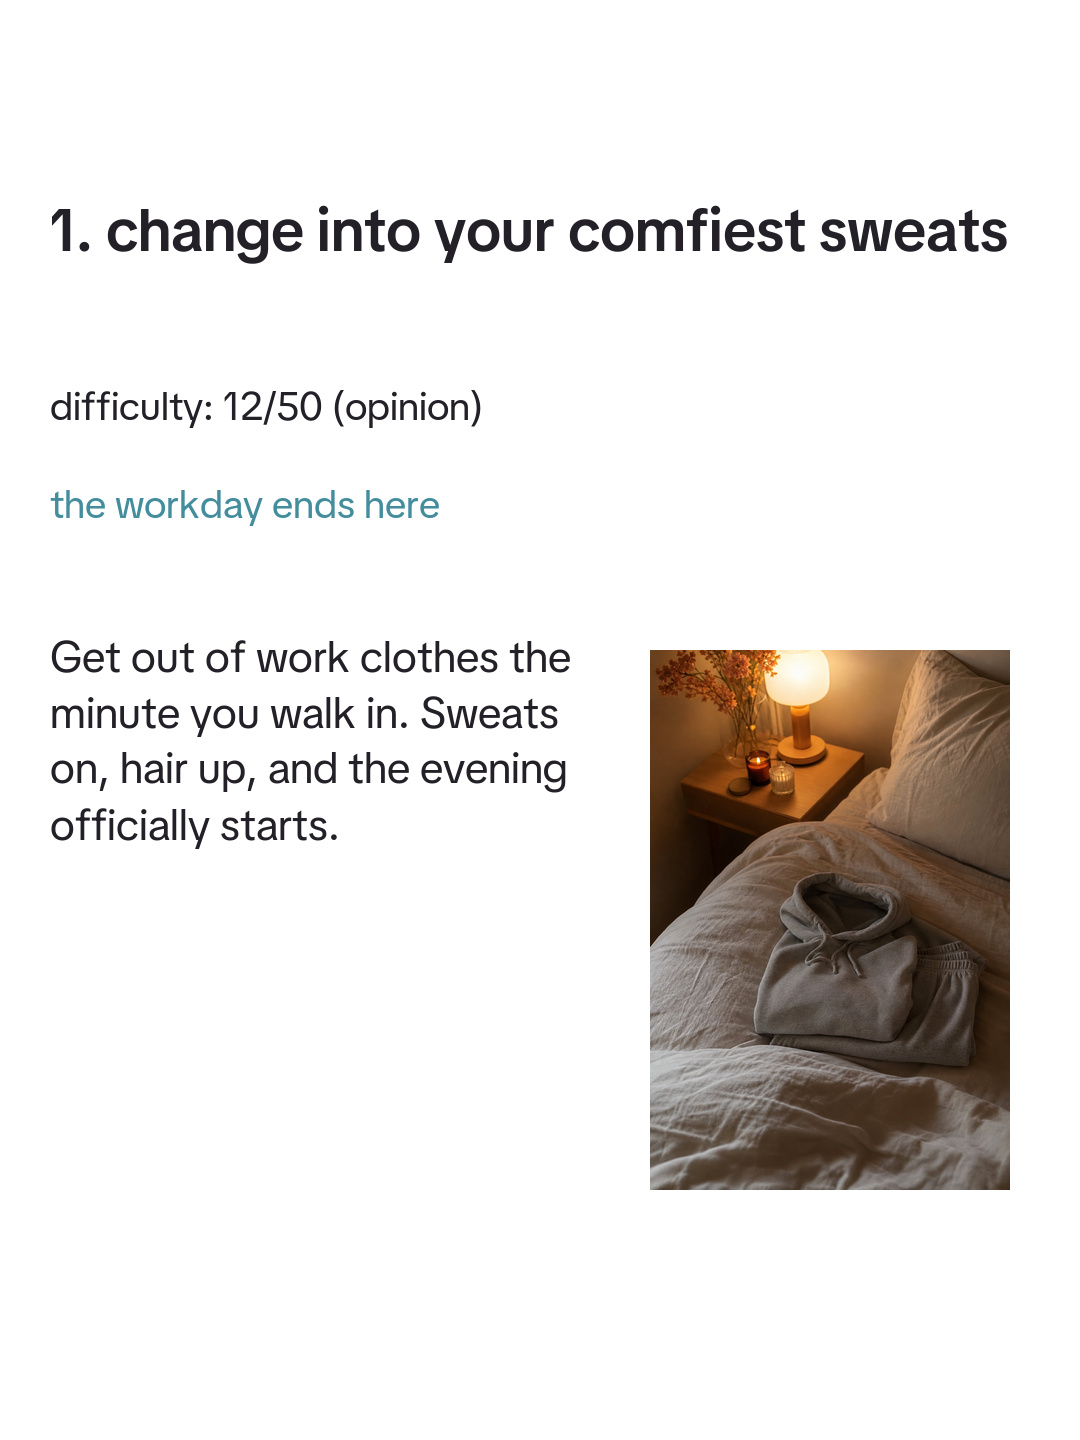 1. change into your comfiest sweats
difficulty: 12/50 (opinion)
the workday ends here
Get out of work clothes the
minute you walk in. Sweats
on, hair up, and the evening
officially starts.